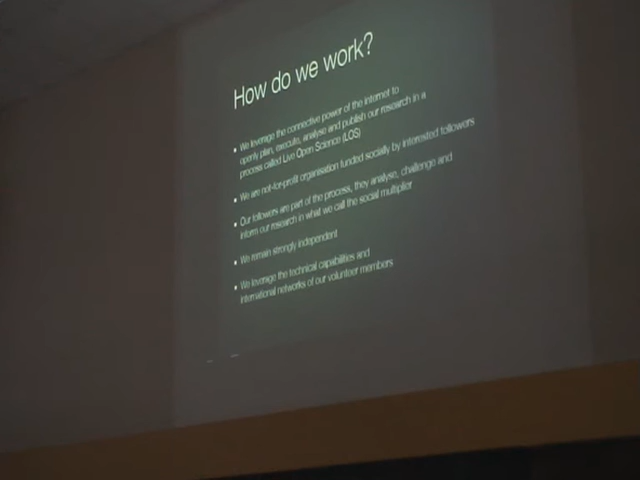 How do we work?
We leverage the connective power of the internet to
openly plan, execute, analyse and publish our research in a
process called Live Open Science (LOS)
We are not-for-profit organisation funded socially by interested followers
Our followers are part of the process, they analyse, challenge and
inform our research in what we call the social multiplier
We remain strongly independent
We leverage the technical capabilities and
international networks of our volunteer members